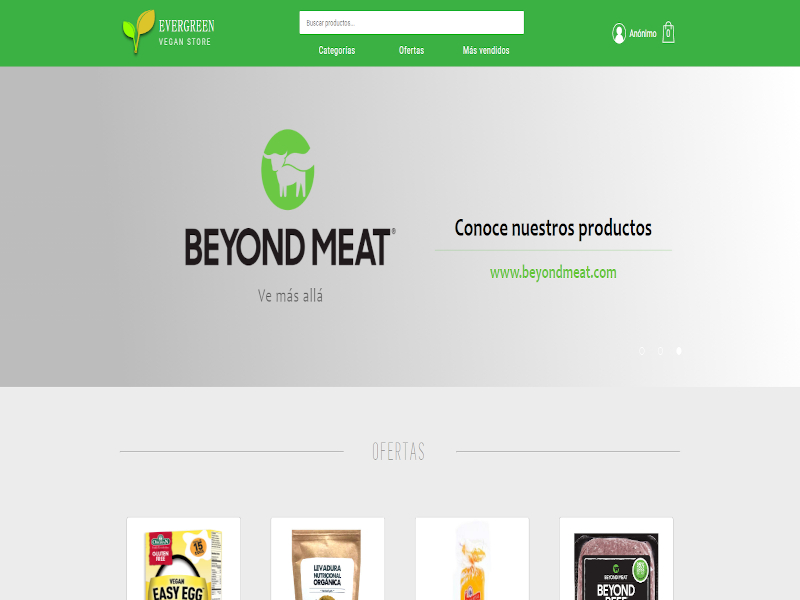 EVERGREEN
VEGAN STORE
Buscar productos...
Categorías
Ofertas
Más vendidos
Anónimo
0
BEYOND MEAT®
Ve más allá
Conoce nuestros productos
www.beyondmeat.com
OFERTAS
GLUTEN
FREE
15
VEGAN
EASY EGG
LEVADURA
NUTRICIONAL
ORGÁNICA
BEYOND MEAT
BEYOND
BEEF